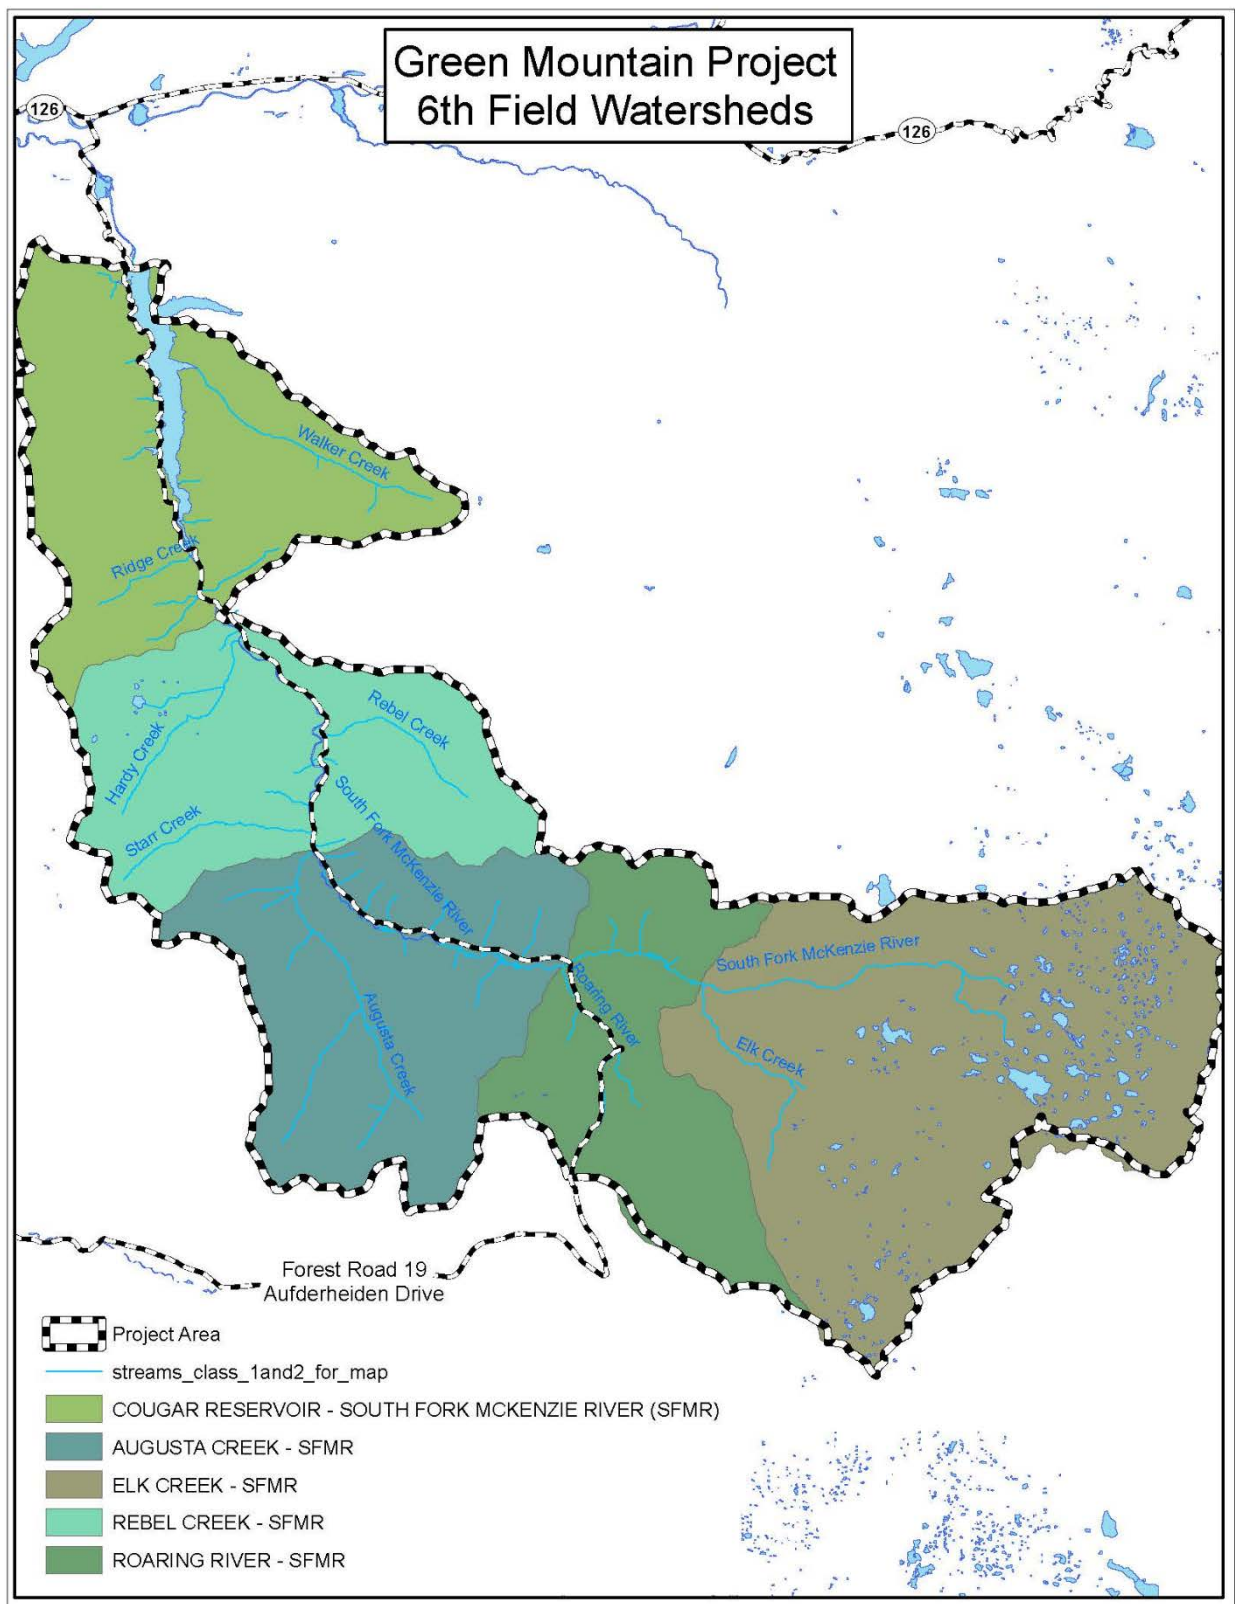 Green Mountain Project
6th Field Watersheds
126
126
Walker Creek
Ridge Creek
Rebel Creek
Hardy Creek
South Fork McKenzie River
Starr Creek
South Fork McKenzie River
Roaring River
Augusta Creek
Elk Creek
Forest Road 19
Aufderheiden Drive
Project Area
streams_class_1and2_for_map
COUGAR RESERVOIR - SOUTH FORK MCKENZIE RIVER (SFMR)
AUGUSTA CREEK - SFMR
ELK CREEK - SFMR
REBEL CREEK - SFMR
ROARING RIVER - SFMR